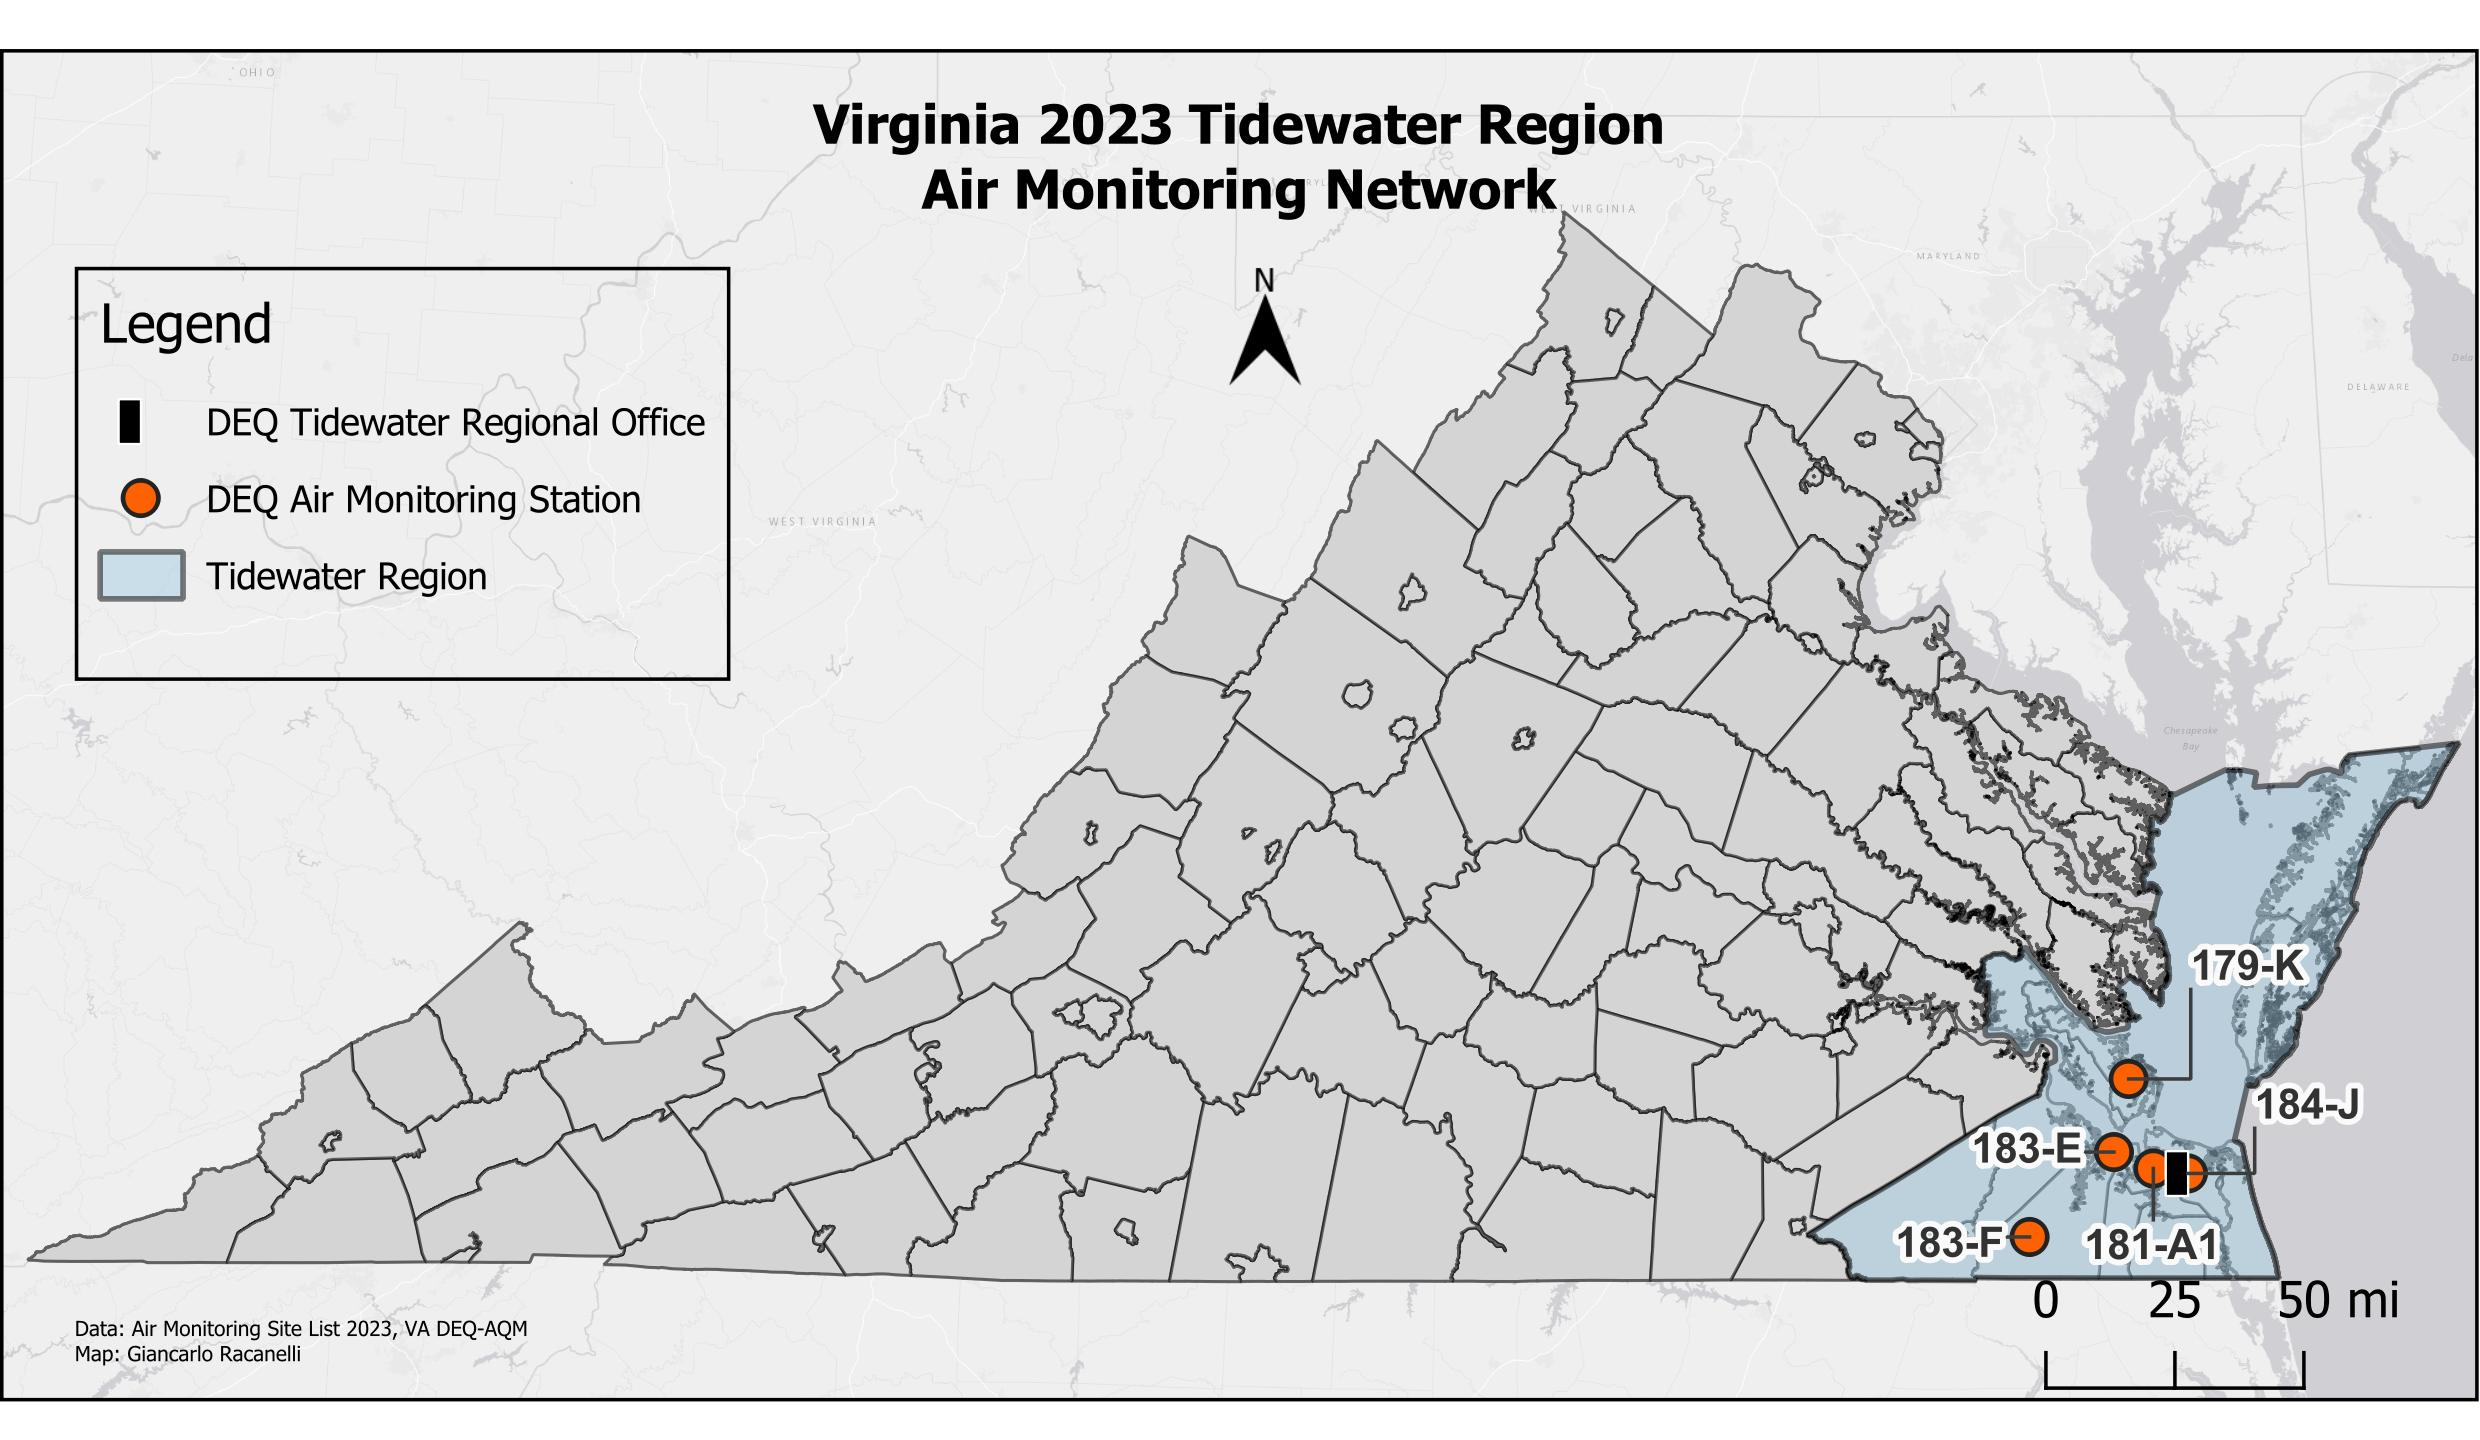 OHIO
Virginia 2023 Tidewater Region
Air Monitoring Network
WEST VIRGINIA
MARYLAND
N
Legend
DEQ Tidewater Regional Office
DEQ Air Monitoring Station
Tidewater Region
DELAWARE
WEST VIRGINIA
Chesapeake
Bay
179-K
184-J
183-E
183-F
181-A1
0 25 50 mi
Data: Air Monitoring Site List 2023, VA DEQ-AQM
Map: Giancarlo Racanelli